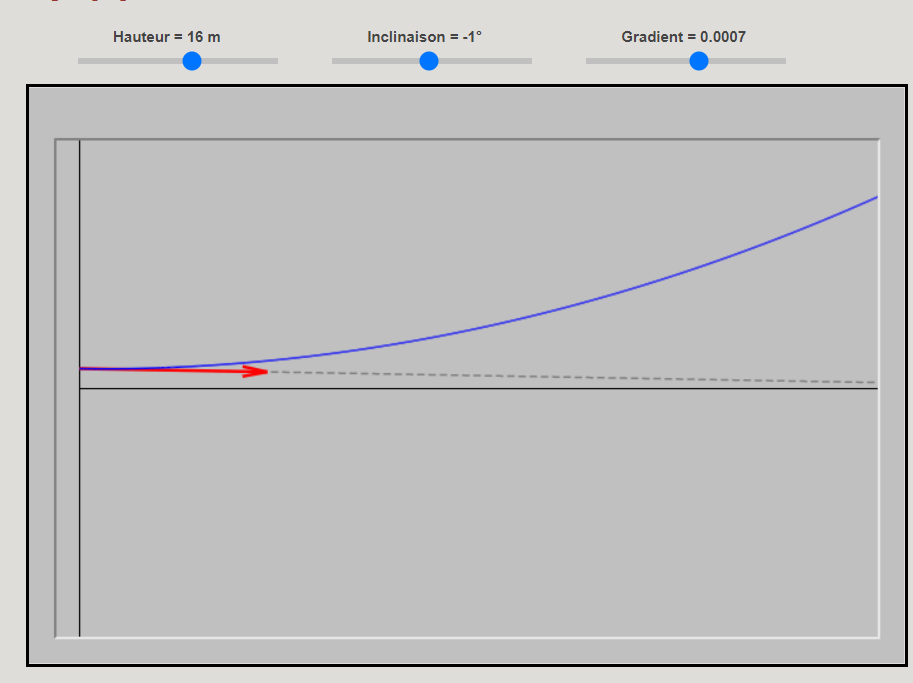 Hauteur = 16 m
Inclinaison = -1°
Gradient = 0.0007